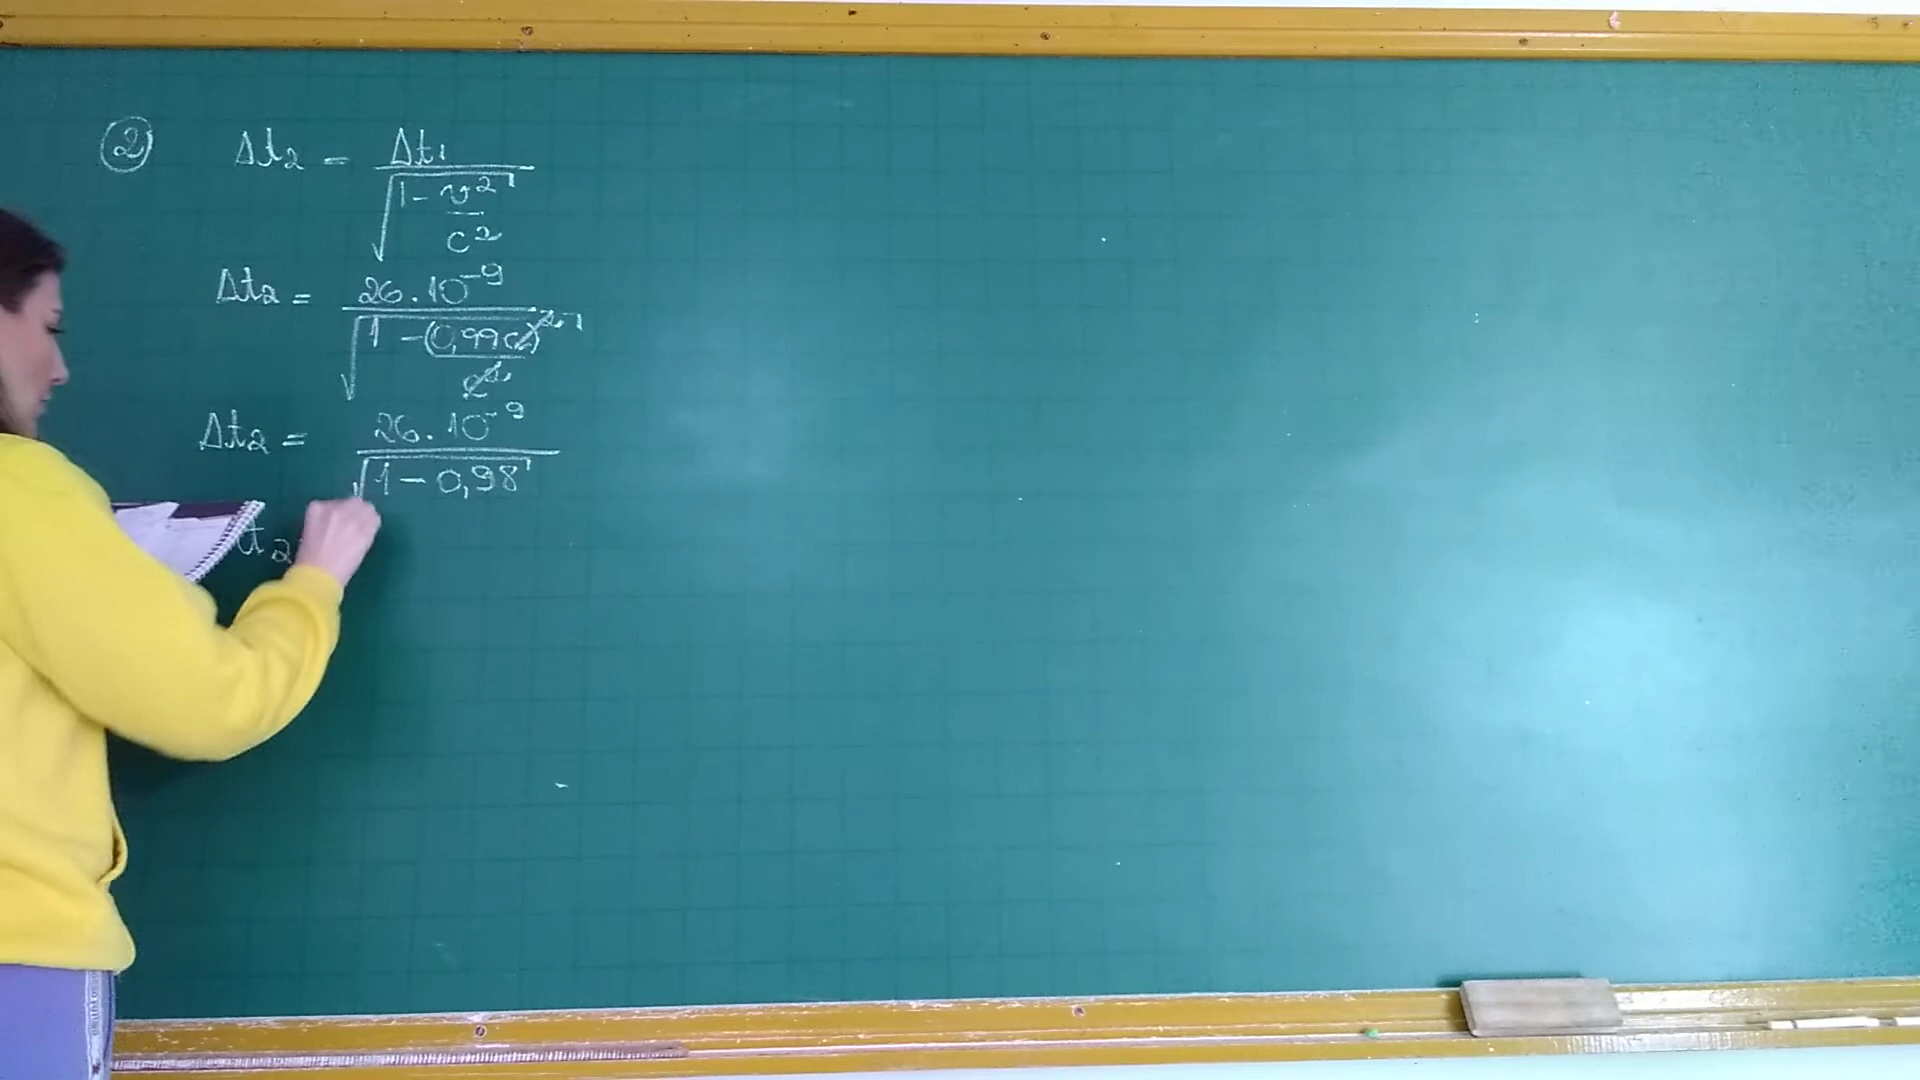 ② Δt₂ = Δt₁ / √(1 - v² / c²)
Δt₂ = 26.10⁻⁹ / √(1 - (0,99c)² / c²)
Δt₂ = 26.10⁻⁹ / √(1 - 0,98)
t₂